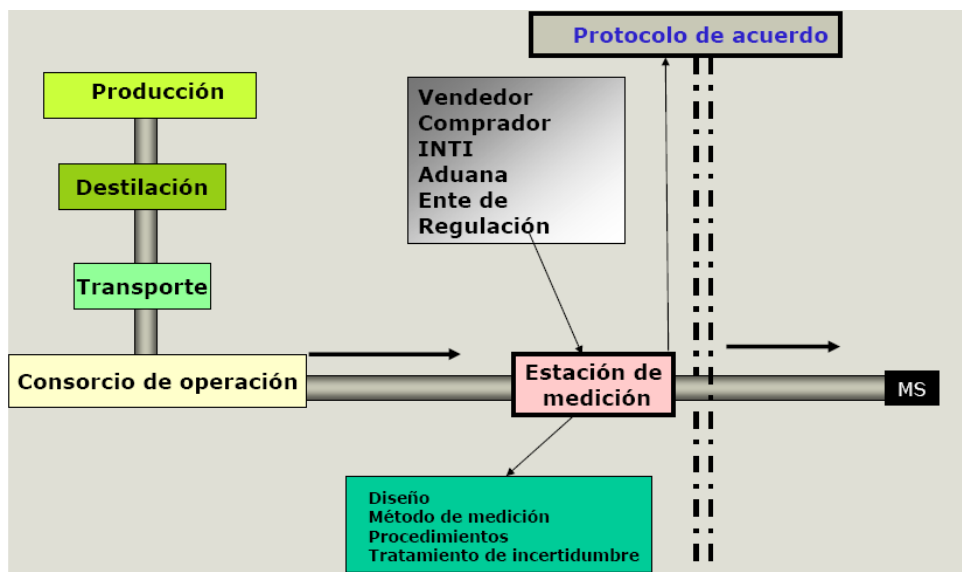 Protocolo de acuerdo
Producción
Vendedor
Comprador
INTI
Aduana
Ente de
Regulación
Destilación
Transporte
Consorcio de operación
Estación de
medición
MS
Diseño
Método de medición
Procedimientos
Tratamiento de incertidumbre